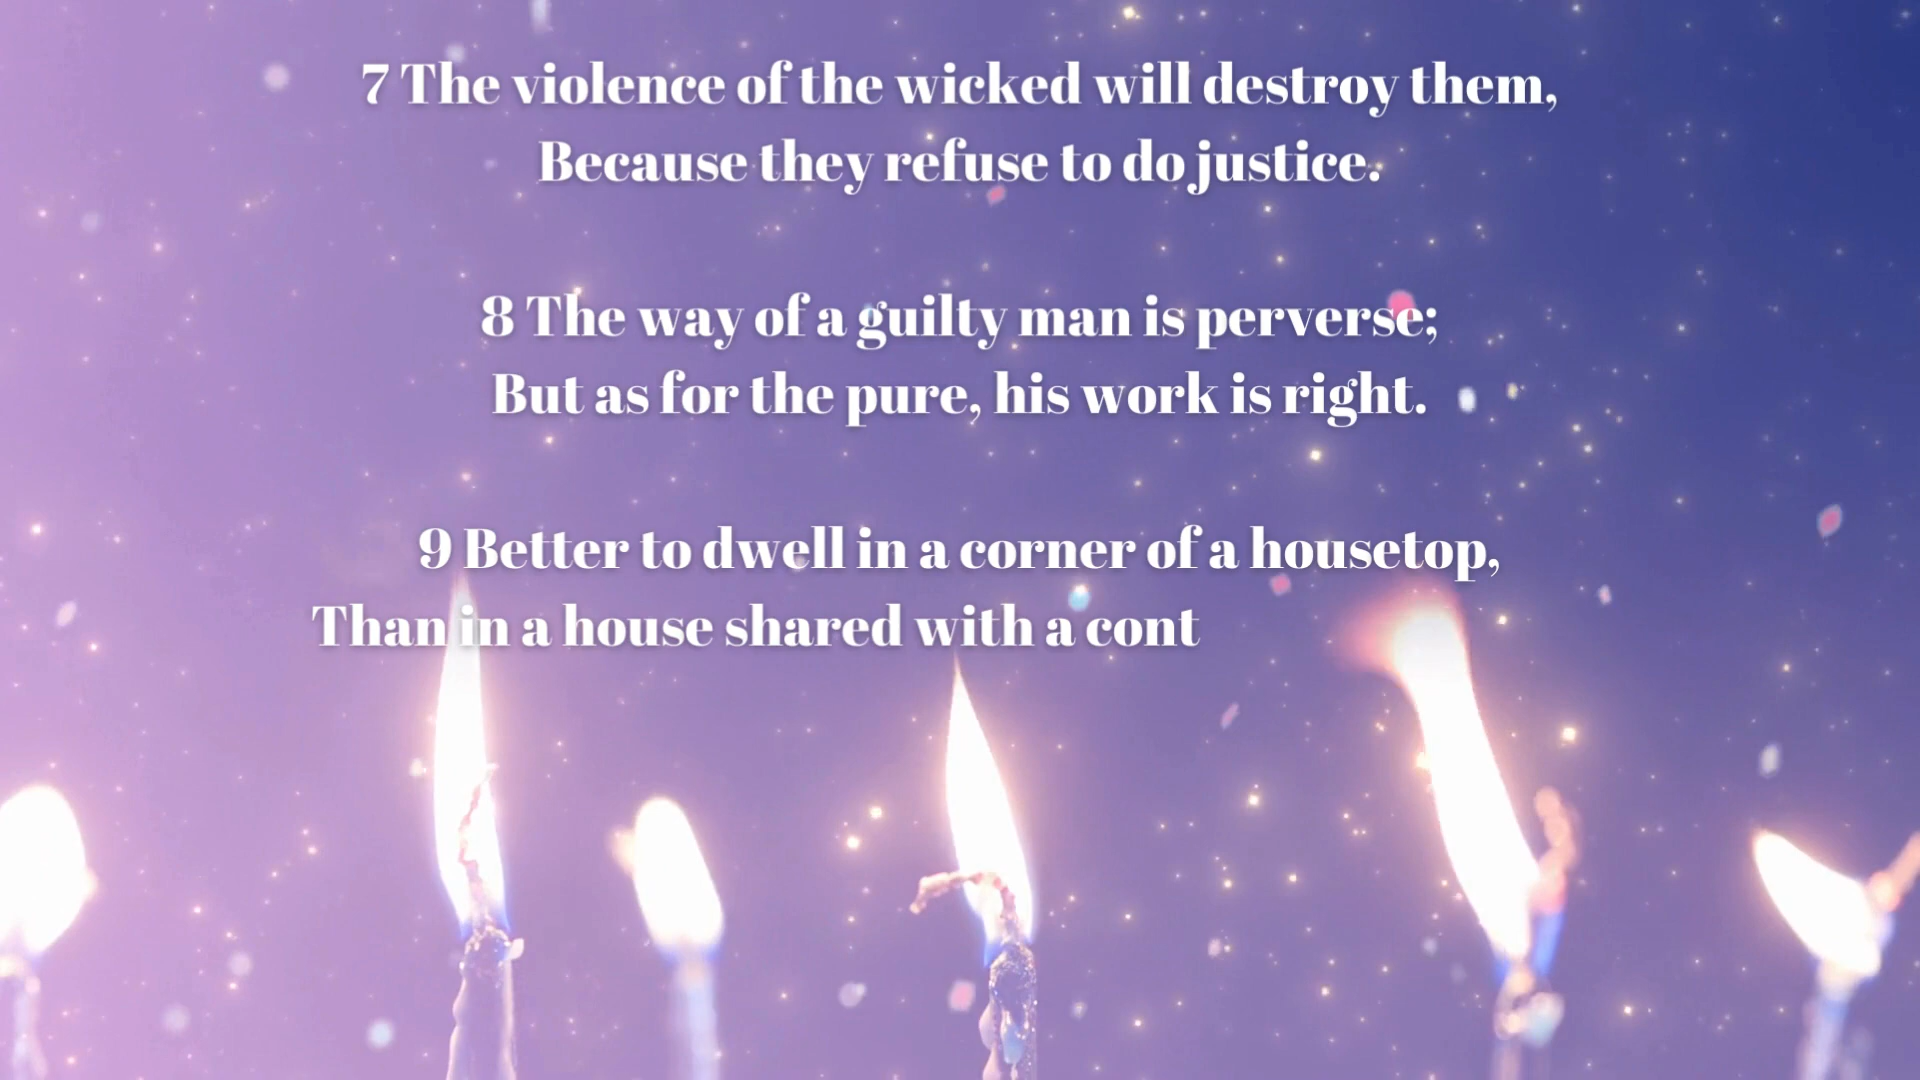 7 The violence of the wicked will destroy them,
Because they refuse to do justice.
8 The way of a guilty man is perverse;
But as for the pure, his work is right.
9 Better to dwell in a corner of a housetop,
Than in a house shared with a cont